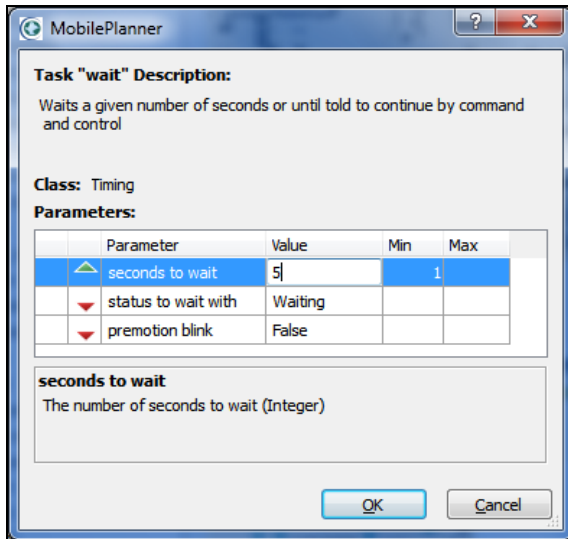 MobilePlanner
Task "wait" Description:
Waits a given number of seconds or until told to continue by command
and control
Class: Timing
Parameters:
Parameter Value Min Max
seconds to wait 5 1
status to wait with Waiting
premotion blink False
seconds to wait
The number of seconds to wait (Integer)
OK Cancel